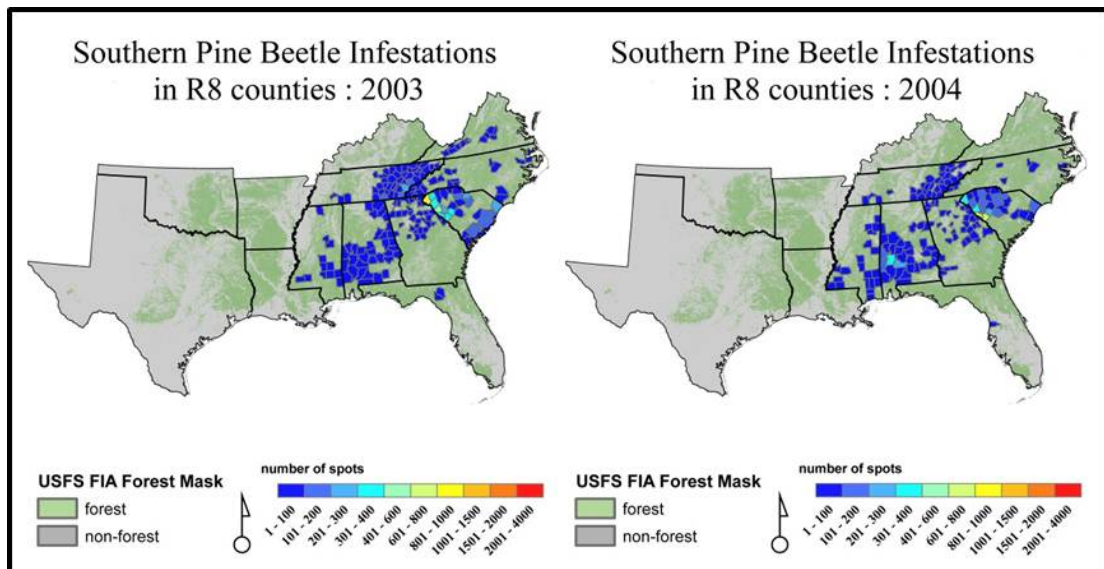 Southern Pine Beetle Infestations
in R8 counties : 2003
USFS FIA Forest Mask
forest
non-forest
number of spots
1 - 100
101 - 200
201 - 300
301 - 400
401 - 600
601 - 800
801 - 1000
1001 - 1500
1501 - 2000
2001 - 4000
Southern Pine Beetle Infestations
in R8 counties : 2004
USFS FIA Forest Mask
forest
non-forest
number of spots
1 - 100
101 - 200
201 - 300
301 - 400
401 - 600
601 - 800
801 - 1000
1001 - 1500
1501 - 2000
2001 - 4000